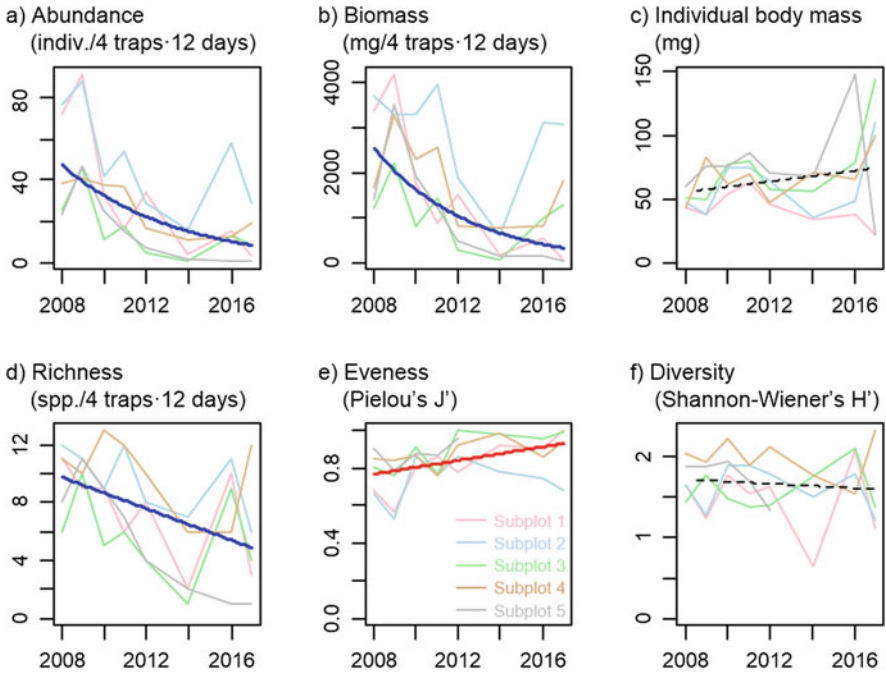 a) Abundance
(indiv./4 traps·12 days)
80
40
0
2008 2012 2016
b) Biomass
(mg/4 traps·12 days)
4000
2000
0
2008 2012 2016
c) Individual body mass
(mg)
150
100
50
0
2008 2012 2016
d) Richness
(spp./4 traps·12 days)
12
8
4
0
2008 2012 2016
e) Eveness
(Pielou's J')
0.8
0.4
0.0
Subplot 1
Subplot 2
Subplot 3
Subplot 4
Subplot 5
2008 2012 2016
f) Diversity
(Shannon-Wiener's H')
2
1
0
2008 2012 2016